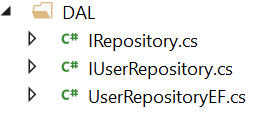 DAL
C# IRepository.cs
C# IUserRepository.cs
C# UserRepositoryEF.cs